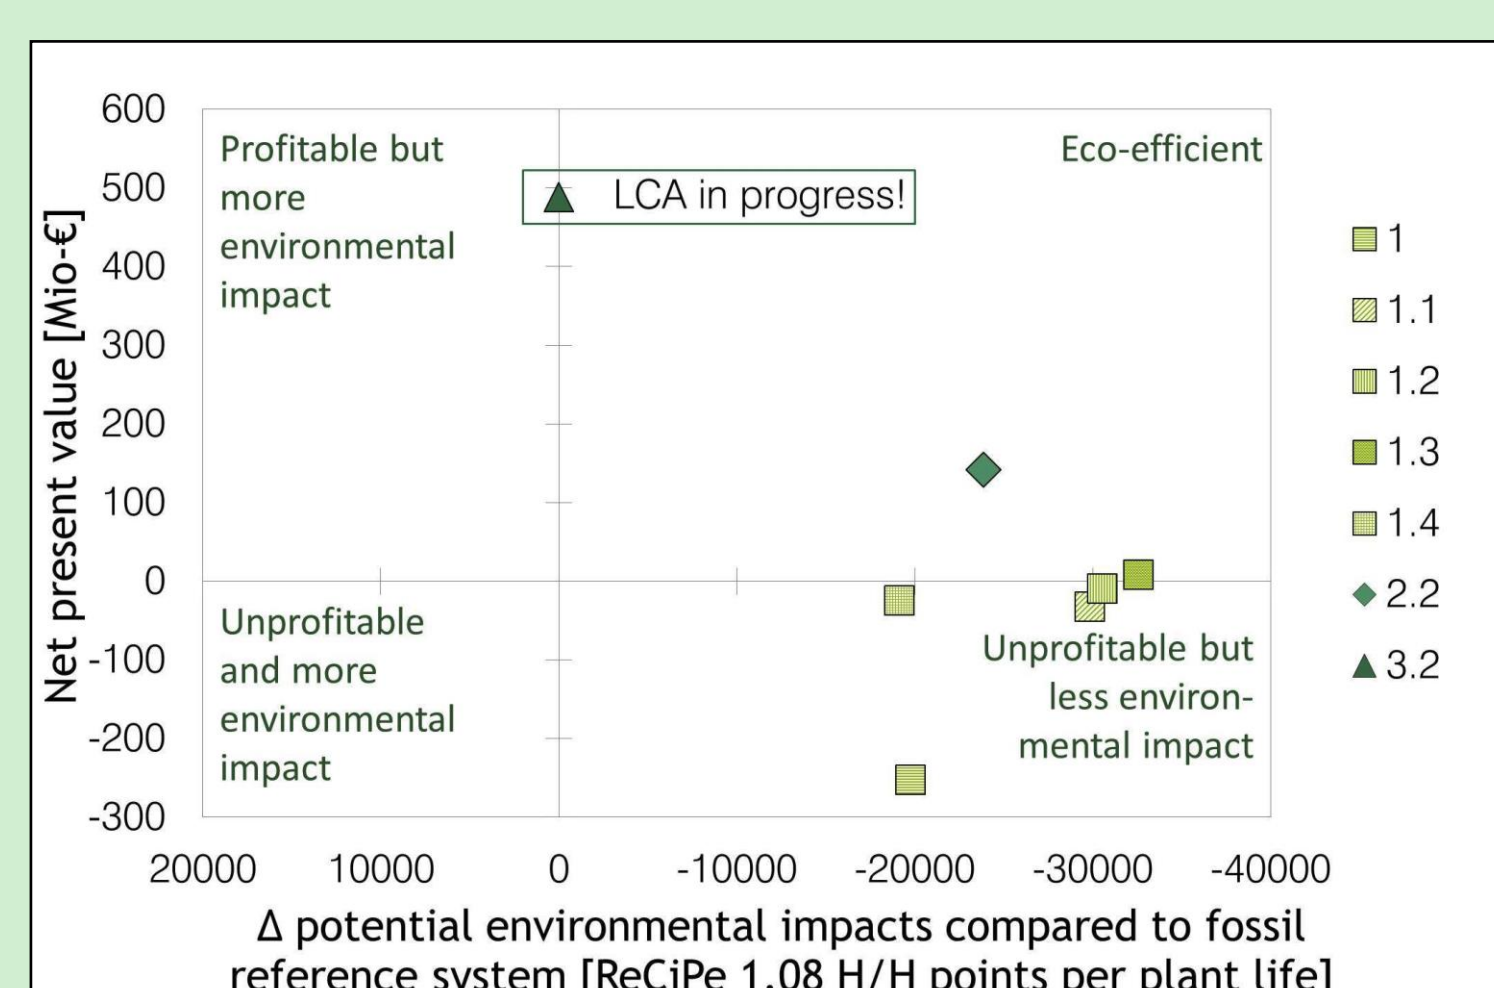 600
500
400
300
200
100
0
-100
-200
-300
Net present value [Mio-€]
Profitable but
more
environmental
impact
Eco-efficient
LCA in progress!
Unprofitable
and more
environmental
impact
Unprofitable but
less environ-
mental impact
1
1.1
1.2
1.3
1.4
2.2
3.2
20000 10000 0 -10000 -20000 -30000 -40000
Δ potential environmental impacts compared to fossil
reference system [ReCiPe 1.08 H/H points per plant life]